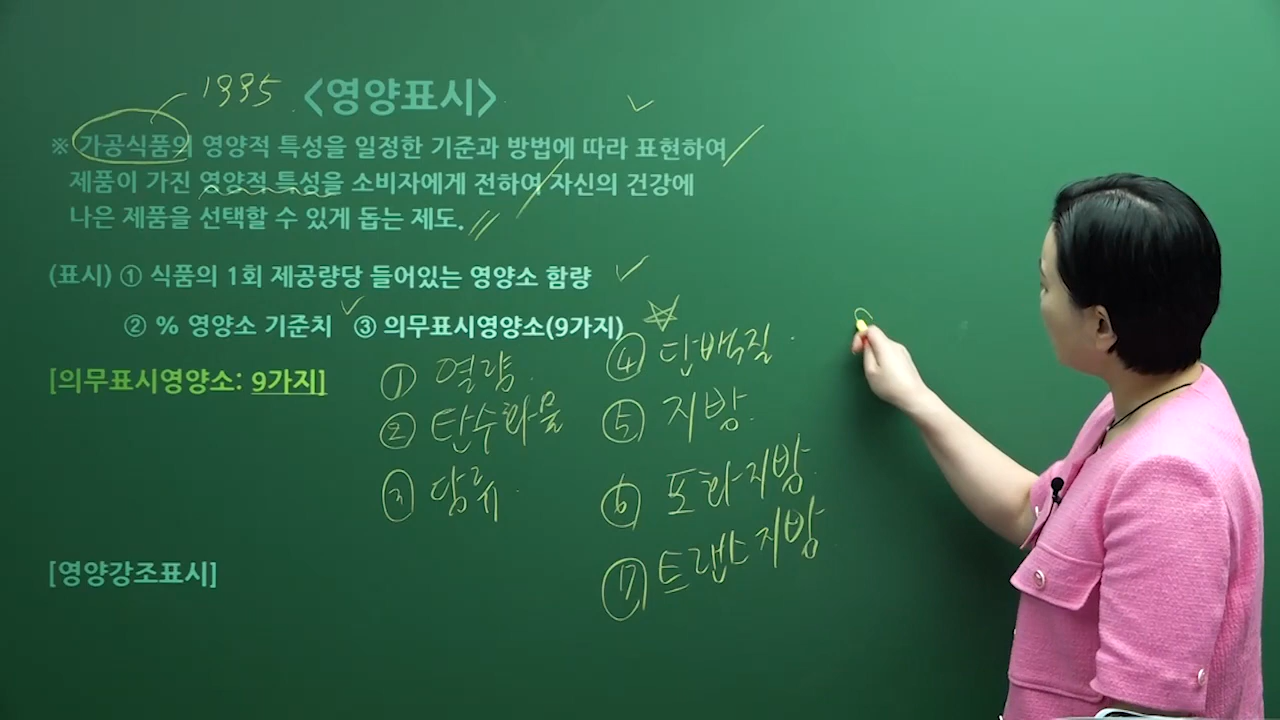 1995 <영양표시>
※ 가공식품의 영양적 특성을 일정한 기준과 방법에 따라 표현하여
제품이 가진 영양적 특성을 소비자에게 전하여 자신의 건강에
나은 제품을 선택할 수 있게 돕는 제도.
(표시) ① 식품의 1회 제공량당 들어있는 영양소 함량
② % 영양소 기준치 ③ 의무표시영양소(9가지)
[의무표시영양소: 9가지]
① 열량
② 탄수화물
③ 당류
④ 단백질
⑤ 지방
⑥ 포화지방
⑦ 트랜스지방
[영양강조표시]